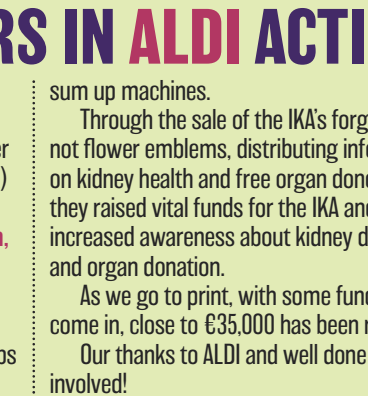 RS IN ALDI ACTI
er
)
,
os
sum up machines.
Through the sale of the IKA's forg
not flower emblems, distributing info
on kidney health and free organ dono
they raised vital funds for the IKA and
increased awareness about kidney d
and organ donation.
As we go to print, with some fund
come in, close to €35,000 has been r
Our thanks to ALDI and well done
involved!